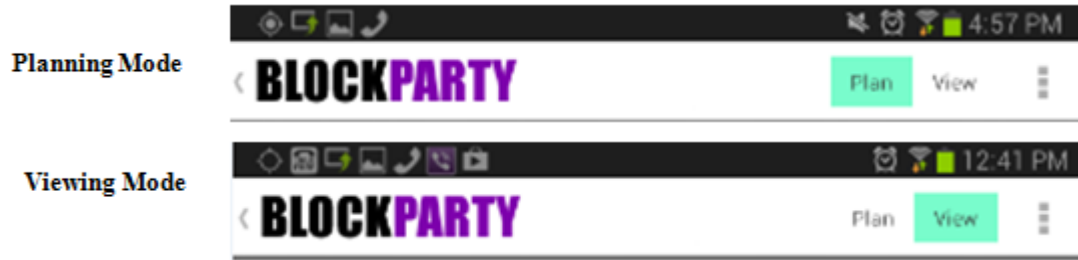 4:57 PM
Planning Mode
BLOCKPARTY Plan View
12:41 PM
Viewing Mode
BLOCKPARTY Plan View